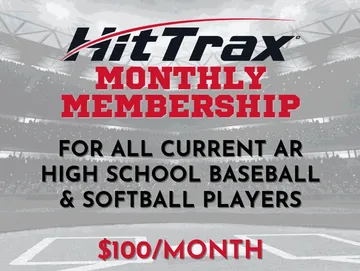 HitTrax
MONTHLY
MEMBERSHIP
FOR ALL CURRENT AR
HIGH SCHOOL BASEBALL
& SOFTBALL PLAYERS
$100/MONTH